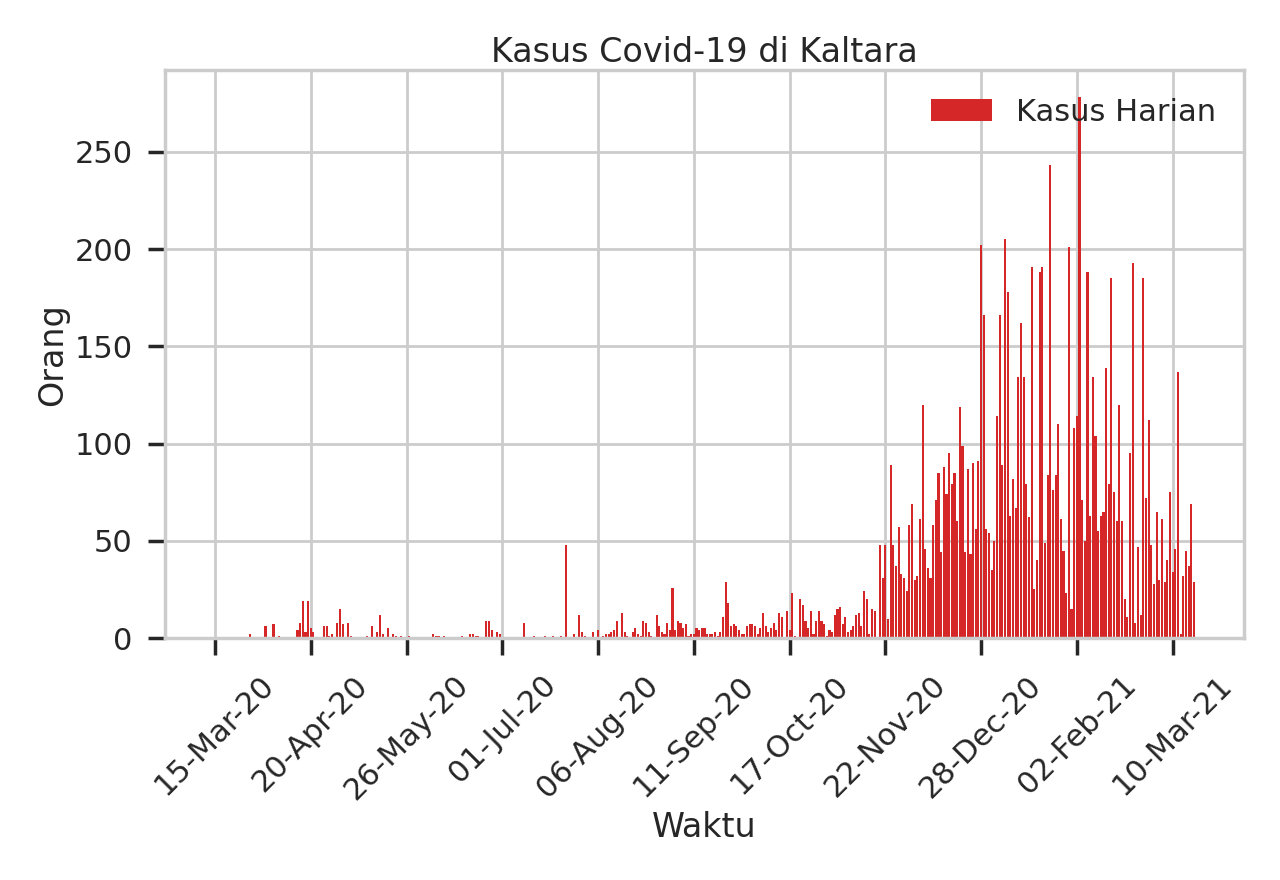 Kasus Covid-19 di Kaltara
Kasus Harian
Orang
250
200
150
100
50
0
15-Mar-20
20-Apr-20
26-May-20
01-Jul-20
06-Aug-20
11-Sep-20
17-Oct-20
22-Nov-20
28-Dec-20
02-Feb-21
10-Mar-21
Waktu